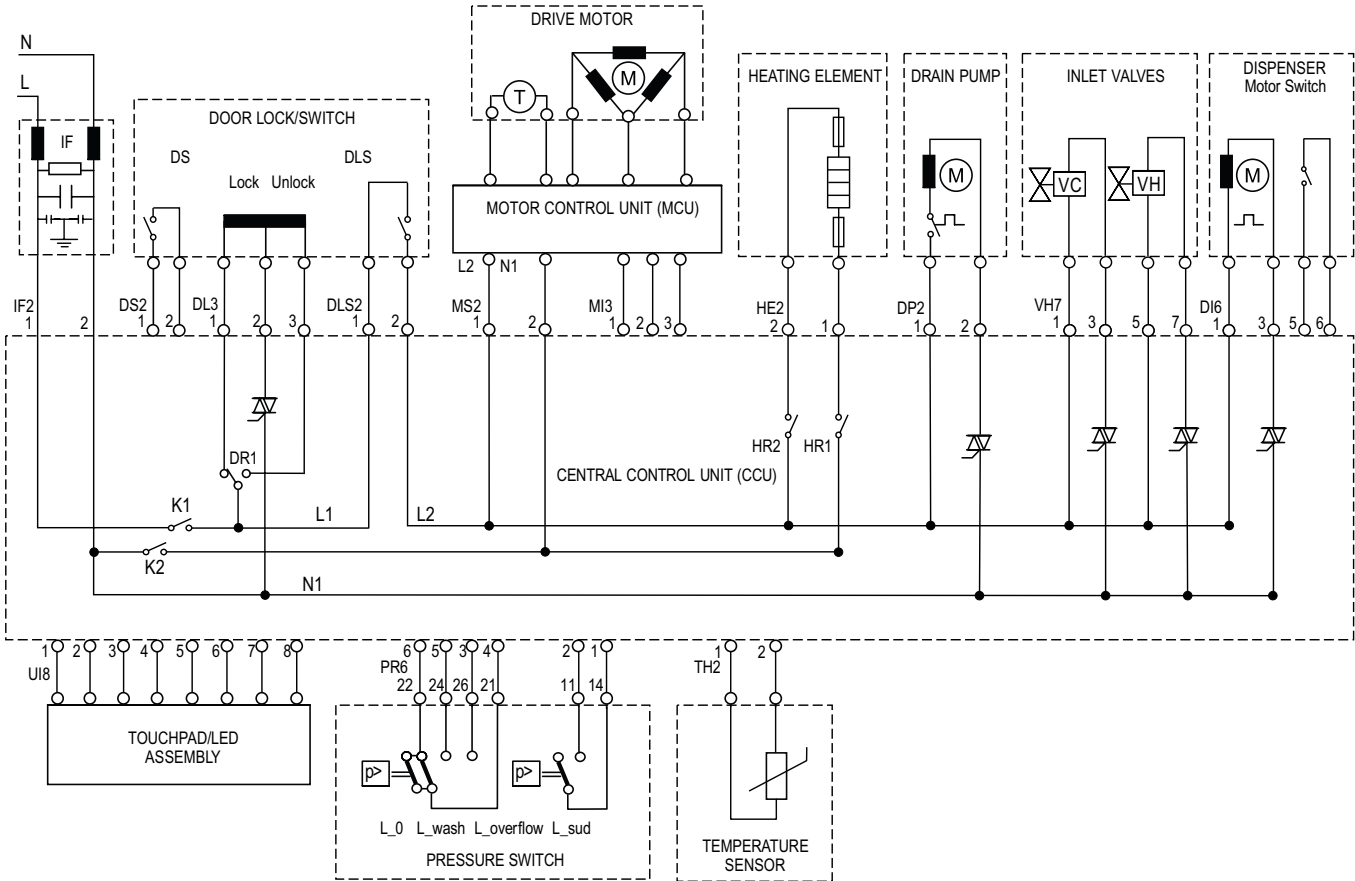 N
L
IF
DOOR LOCK/SWITCH
DS
DLS
Lock Unlock
DRIVE MOTOR
T
M
MOTOR CONTROL UNIT (MCU)
HEATING ELEMENT
DRAIN PUMP
M
INLET VALVES
VC
VH
DISPENSER
Motor Switch
M
L2 N1
IF2
1 2
DS2
1 2
DL3
1 2 3
DLS2
1 2
MS2
1 2
MI3
1 2 3
HE2
2 1
DP2
1 2
VH7
1 3 5 7
DI6
1 3 5 6
DR1
HR2 HR1
CENTRAL CONTROL UNIT (CCU)
K1
L1
L2
K2
N1
1 2 3 4 5 6 7 8
UI8
TOUCHPAD/LED
ASSEMBLY
6 5 3 4 2 1
PR6
22 24 26 21 11 14
p>
p>
L_0 L_wash L_overflow L_sud
PRESSURE SWITCH
1 2
TH2
TEMPERATURE
SENSOR